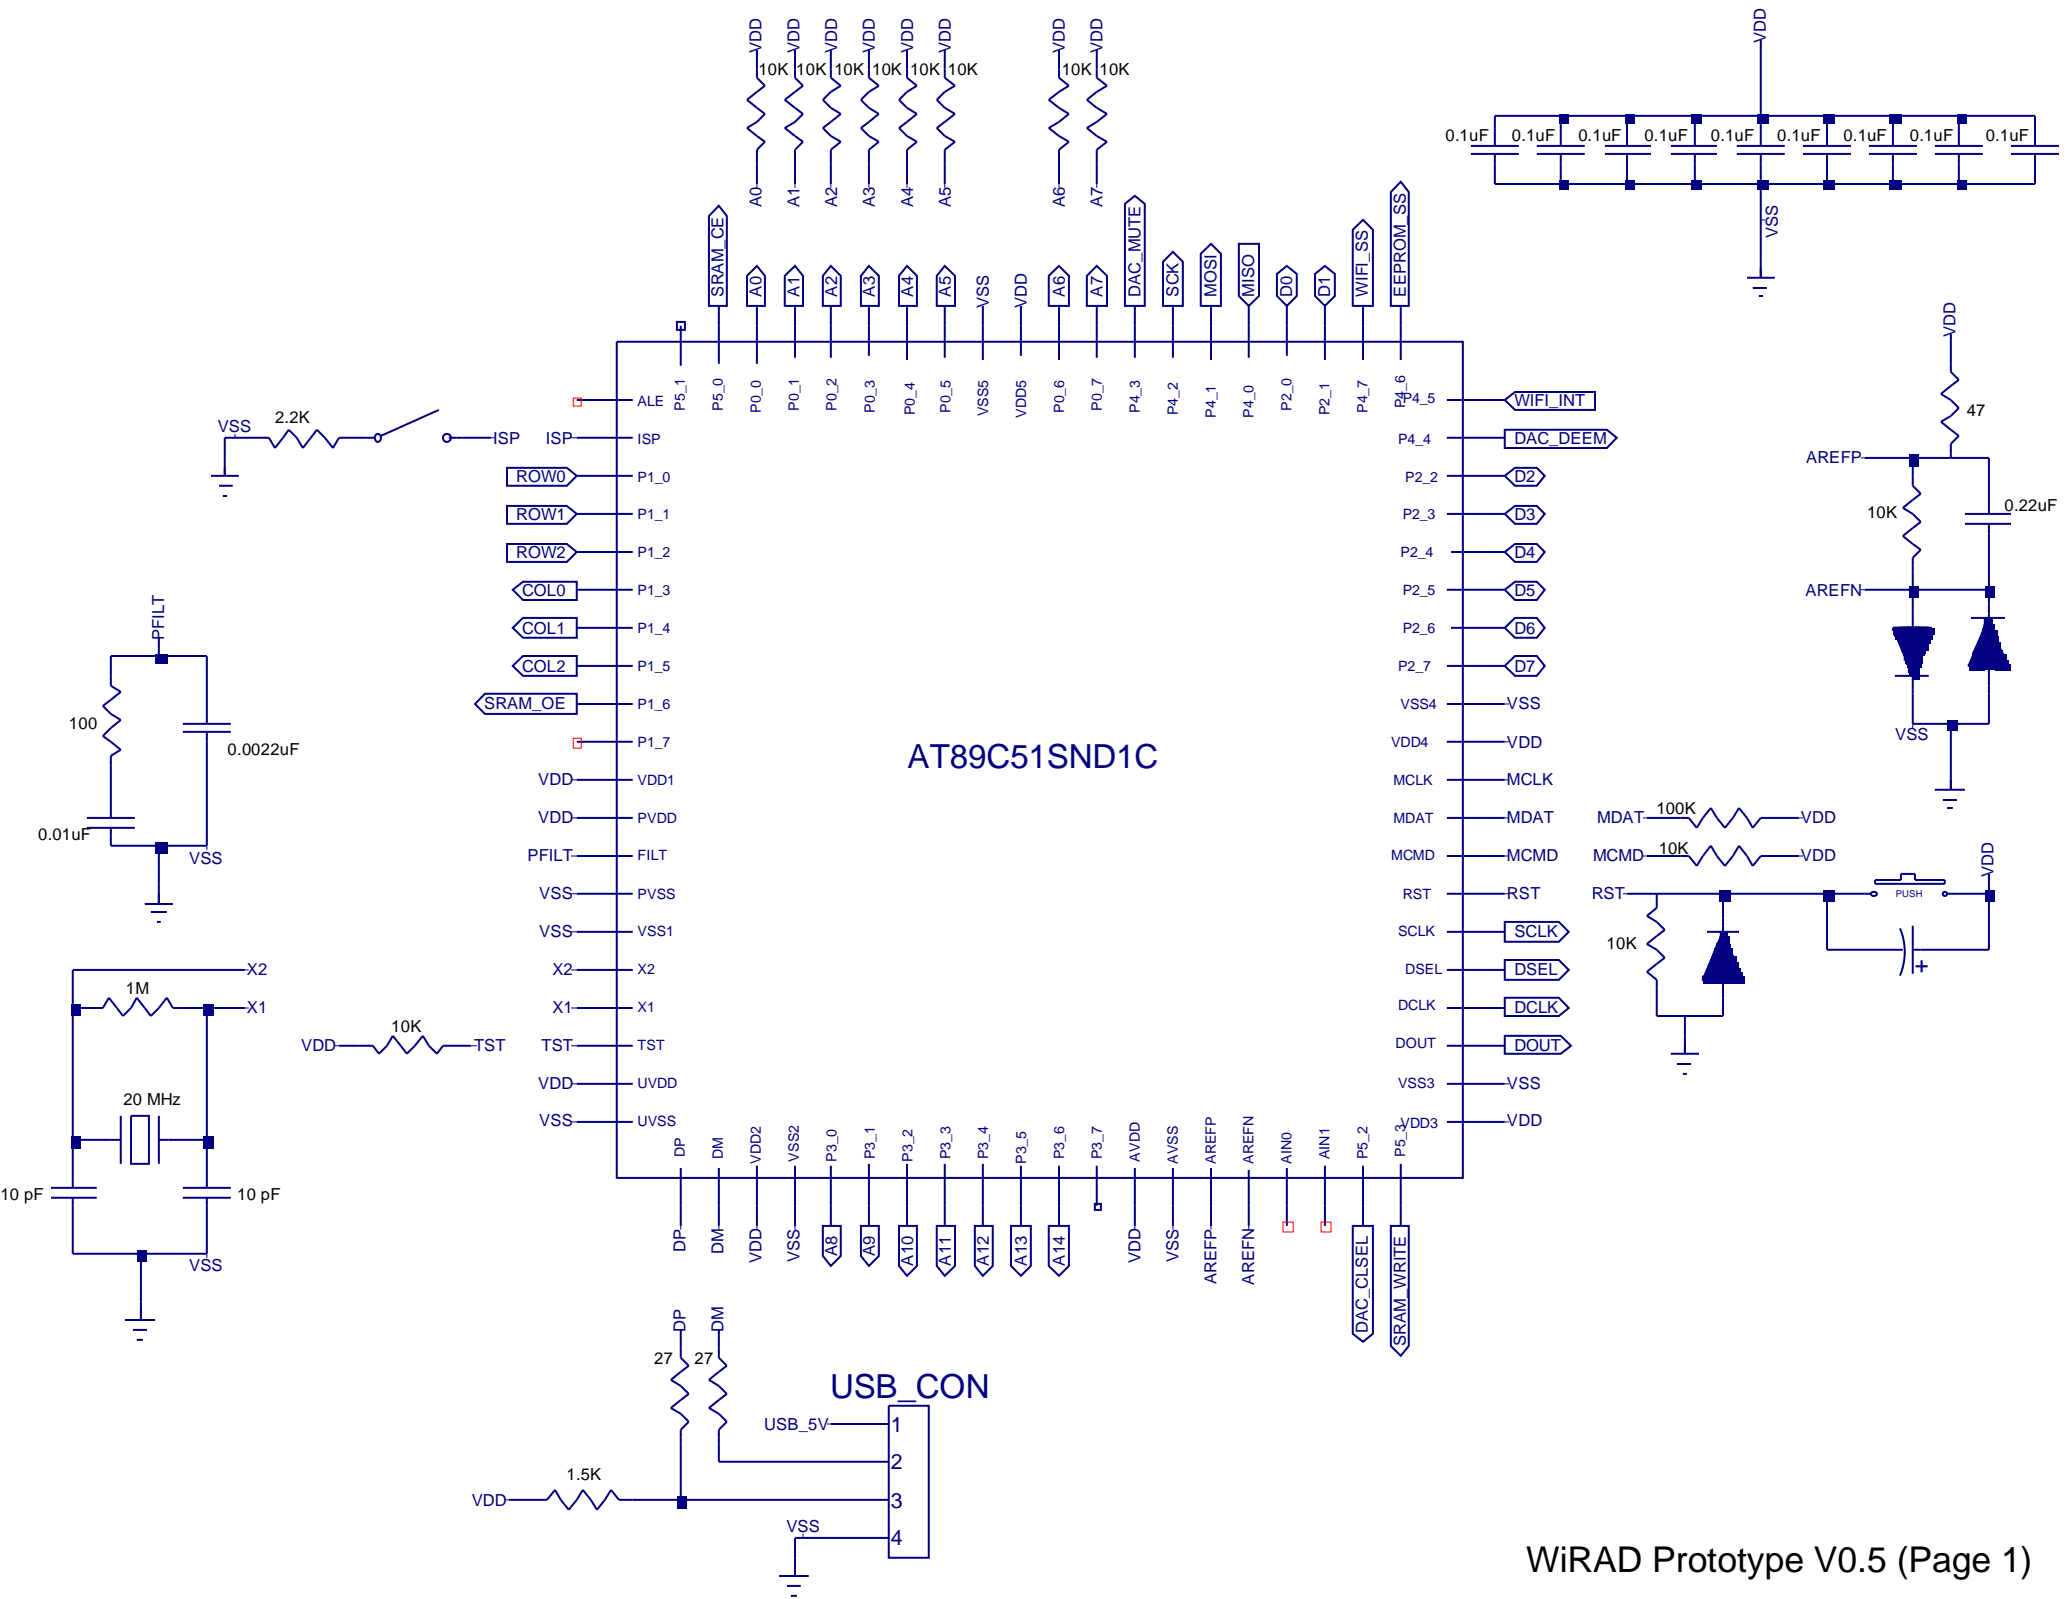 VDD VDD VDD VDD VDD VDD VDD VDD VDD
10K 10K 10K 10K 10K 10K 10K 10K
0.1uF 0.1uF 0.1uF 0.1uF 0.1uF 0.1uF 0.1uF 0.1uF 0.1uF
A0 A1 A2 A3 A4 A5 A6 A7
VSS
SRAM_CE A0 A1 A2 A3 A4 A5 VSS VDD A6 A7 DAC_MUTE SCK MOSI MISO D0 D1 WIFI_SS EEPROM_SS
P5_1 P5_0 P0_0 P0_1 P0_2 P0_3 P0_4 P0_5 VSS5 VDD5 P0_6 P0_7 P4_3 P4_2 P4_1 P4_0 P2_0 P2_1 P4_7 P4_6
ALE
ISP ISP
ROW0 P1_0
ROW1 P1_1
ROW2 P1_2
COL0 P1_3
COL1 P1_4
COL2 P1_5
SRAM_OE P1_6
P1_7
VDD VDD1
VDD PVDD
PFILT FILT
VSS PVSS
VSS VSS1
X2 X2
X1 X1
TST TST
VDD UVDD
VSS UVSS
AT89C51SND1C
P4_5 WIFI_INT
P4_4 DAC_DEEM
P2_2 D2
P2_3 D3
P2_4 D4
P2_5 D5
P2_6 D6
P2_7 D7
VSS4 VSS
VDD4 VDD
MCLK MCLK
MDAT MDAT
MCMD MCMD
RST RST
SCLK SCLK
DSEL DSEL
DCLK DCLK
DOUT DOUT
VSS3 VSS
VDD3 VDD
DP DM VDD2 VSS2 P3_0 P3_1 P3_2 P3_3 P3_4 P3_5 P3_6 P3_7 AVDD AVSS AREFP AREFN AIN0 AIN1 P5_2 P5_3
DP DM VDD VSS A8 A9 A10 A11 A12 A13 A14 VDD VSS AREFP AREFN DAC_CLSEL SRAM_WRITE
VSS 2.2K ISP
PFILT
100
0.0022uF
0.01uF
VSS
X2
1M
X1
20 MHz
10 pF 10 pF
VSS
10K
VDD TST
VDD
47
AREFP
10K 0.22uF
AREFN
VSS
MDAT 100K VDD
MCMD 10K VDD
VDD
RST PUSH
10K
+
DP DM
27 27
USB_CON
USB_5V 1
2
1.5K
VDD 3
VSS 4
WiRAD Prototype V0.5 (Page 1)